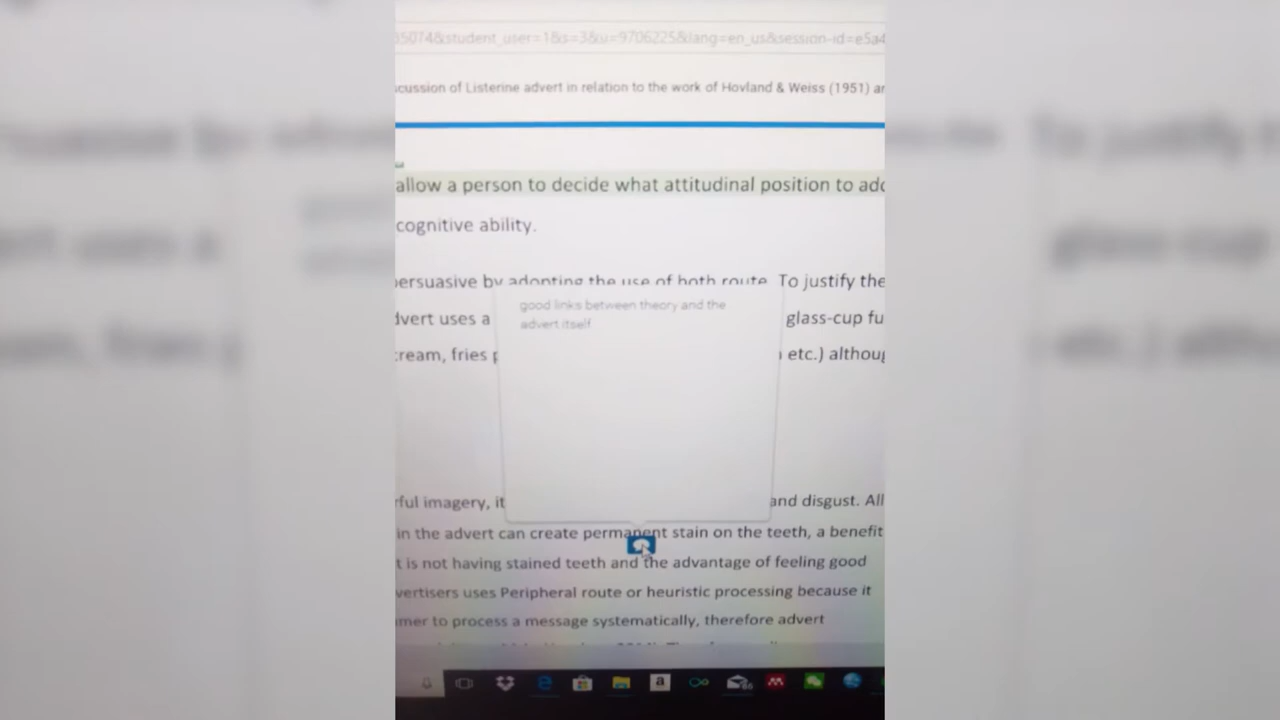 35074&student_user=1&s=3&u=9706225&lang=en_us&session-id=e5a4
scussion of Listerine advert in relation to the work of Hovland & Weiss (1951) ar
allow a person to decide what attitudinal position to
cognitive ability.
persuasive by adopting the use of both route. To justify the
dvert uses a
glass-cup fu
cream, fries p
etc.) althoug
good links between theory and the
advert itself
rful imagery, it
and disgust. All
in the advert can create permanent stain on the teeth, a benefit
t is not having stained teeth and the advantage of feeling good
vertisers uses Peripheral route or heuristic processing because it
mer to process a message systematically, therefore advert
a
86